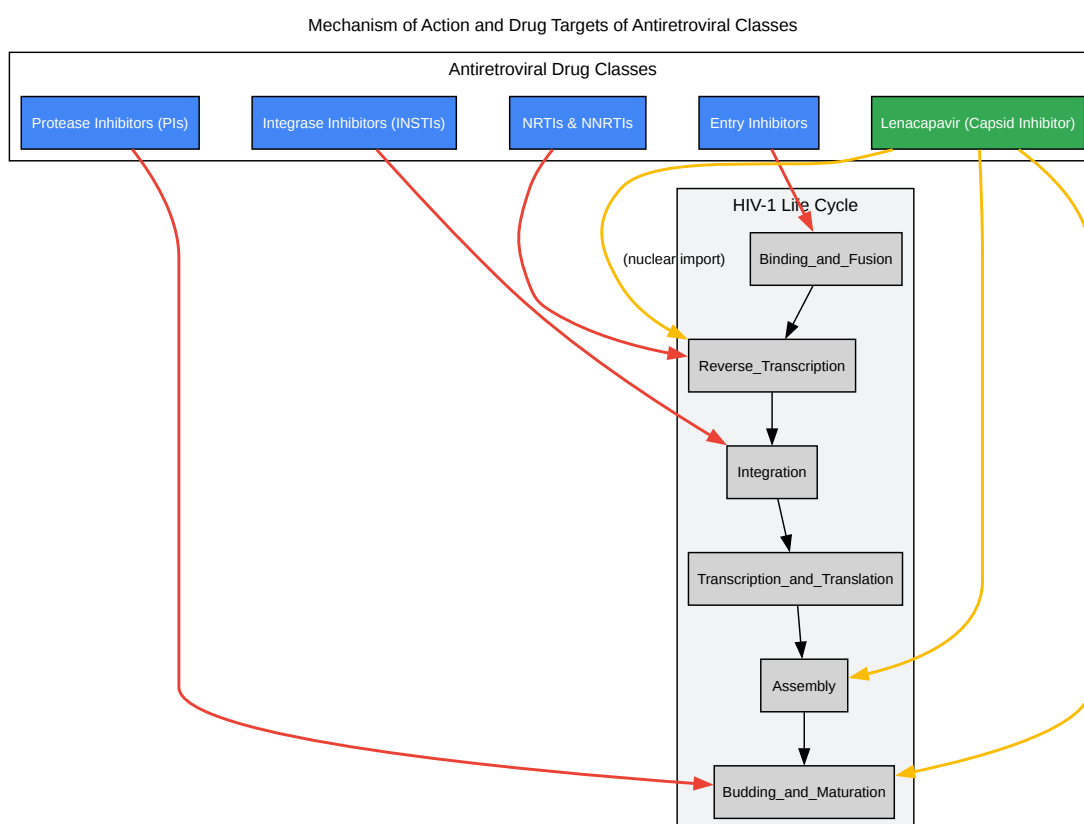 Mechanism of Action and Drug Targets of Antiretroviral Classes
Antiretroviral Drug Classes
Protease Inhibitors (PIs)
Integrase Inhibitors (INSTIs)
NRTIs & NNRTIs
Entry Inhibitors
Lenacapavir (Capsid Inhibitor)
HIV-1 Life Cycle
(nuclear import)
Binding_and_Fusion
Reverse_Transcription
Integration
Transcription_and_Translation
Assembly
Budding_and_Maturation